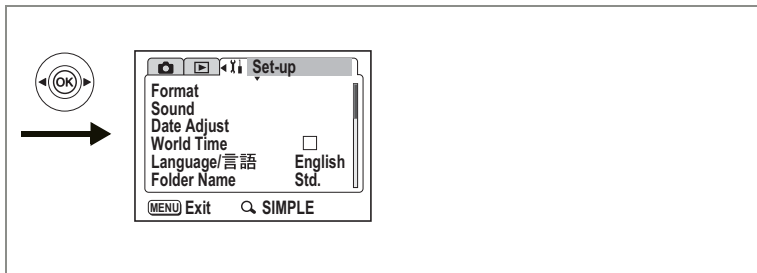 OK
Set-up
Format
Sound
Date Adjust
World Time
Language/言語 English
Folder Name Std.
MENU Exit SIMPLE